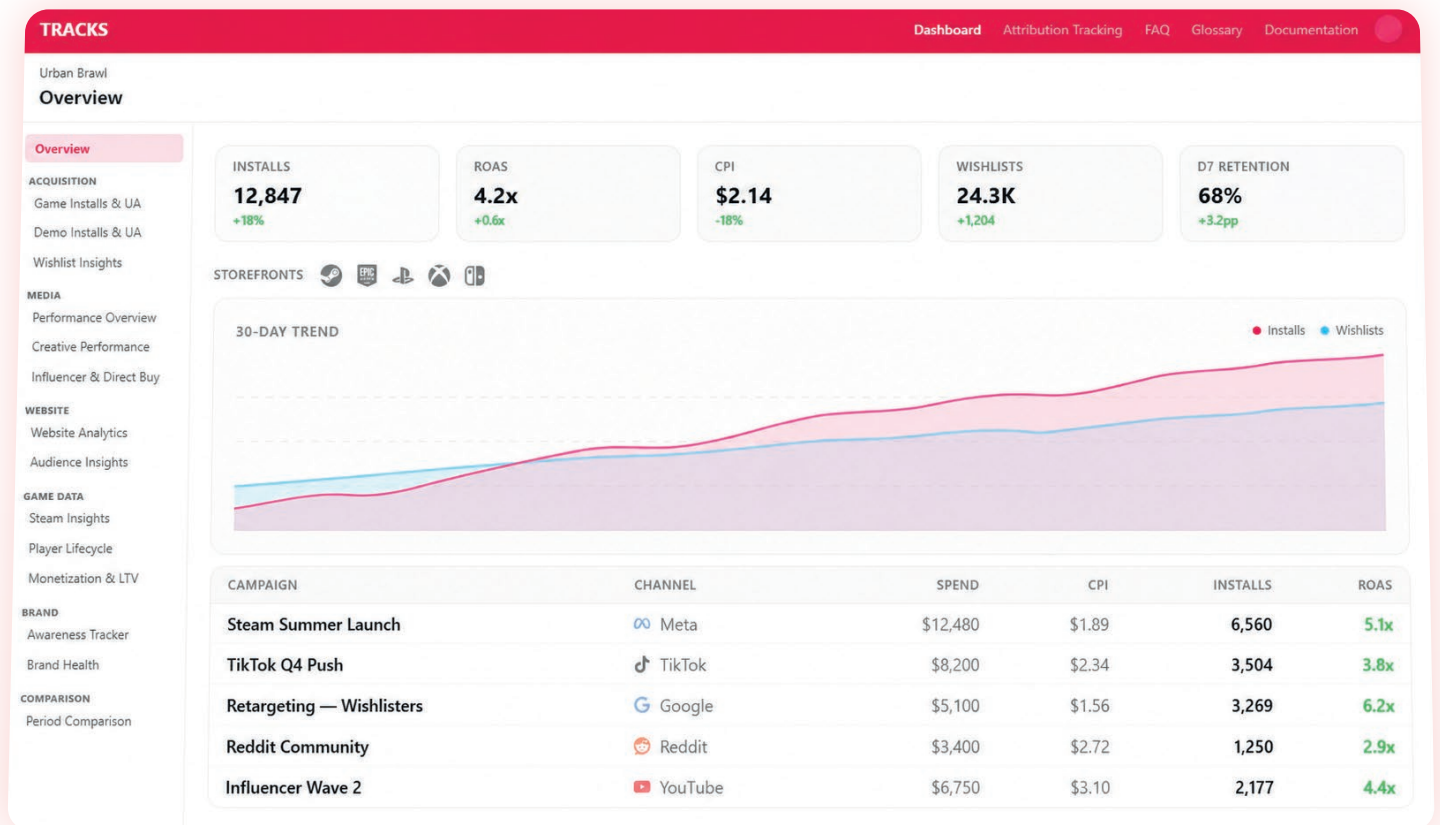 TRACKS
Dashboard Attribution Tracking FAQ Glossary Documentation
Urban Brawl
Overview
Overview
ACQUISITION
Game Installs & UA
Demo Installs & UA
Wishlist Insights
MEDIA
Performance Overview
Creative Performance
Influencer & Direct Buy
WEBSITE
Website Analytics
Audience Insights
GAME DATA
Steam Insights
Player Lifecycle
Monetization & LTV
BRAND
Awareness Tracker
Brand Health
COMPARISON
Period Comparison
INSTALLS
12,847
+18%
ROAS
4.2x
+0.6x
CPI
$2.14
-18%
WISHLISTS
24.3K
+1,204
D7 RETENTION
68%
+3.2pp
STOREFRONTS
EPIC
30-DAY TREND
Installs Wishlists
CAMPAIGN CHANNEL SPEND CPI INSTALLS ROAS
Steam Summer Launch Meta $12,480 $1.89 6,560 5.1x
TikTok Q4 Push TikTok $8,200 $2.34 3,504 3.8x
Retargeting — Wishlisters Google $5,100 $1.56 3,269 6.2x
Reddit Community Reddit $3,400 $2.72 1,250 2.9x
Influencer Wave 2 YouTube $6,750 $3.10 2,177 4.4x